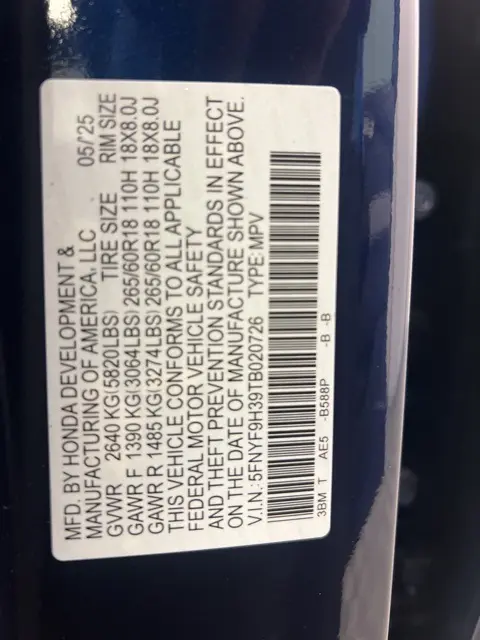 MFD. BY HONDA DEVELOPMENT &
MANUFACTURING OF AMERICA, LLC 05/'25
GVWR 2640 KG(5820LBS) TIRE SIZE RIM SIZE
GAWR F 1390 KG(3064LBS) 265/60R18 110H 18X8.0J
GAWR R 1485 KG(3274LBS) 265/60R18 110H 18X8.0J
THIS VEHICLE CONFORMS TO ALL APPLICABLE
FEDERAL MOTOR VEHICLE SAFETY
AND THEFT PREVENTION STANDARDS IN EFFECT
ON THE DATE OF MANUFACTURE SHOWN ABOVE.
V.I.N.:5FNYF9H39TB020726 TYPE:MPV
3BM T AE5 -B588P -B -B